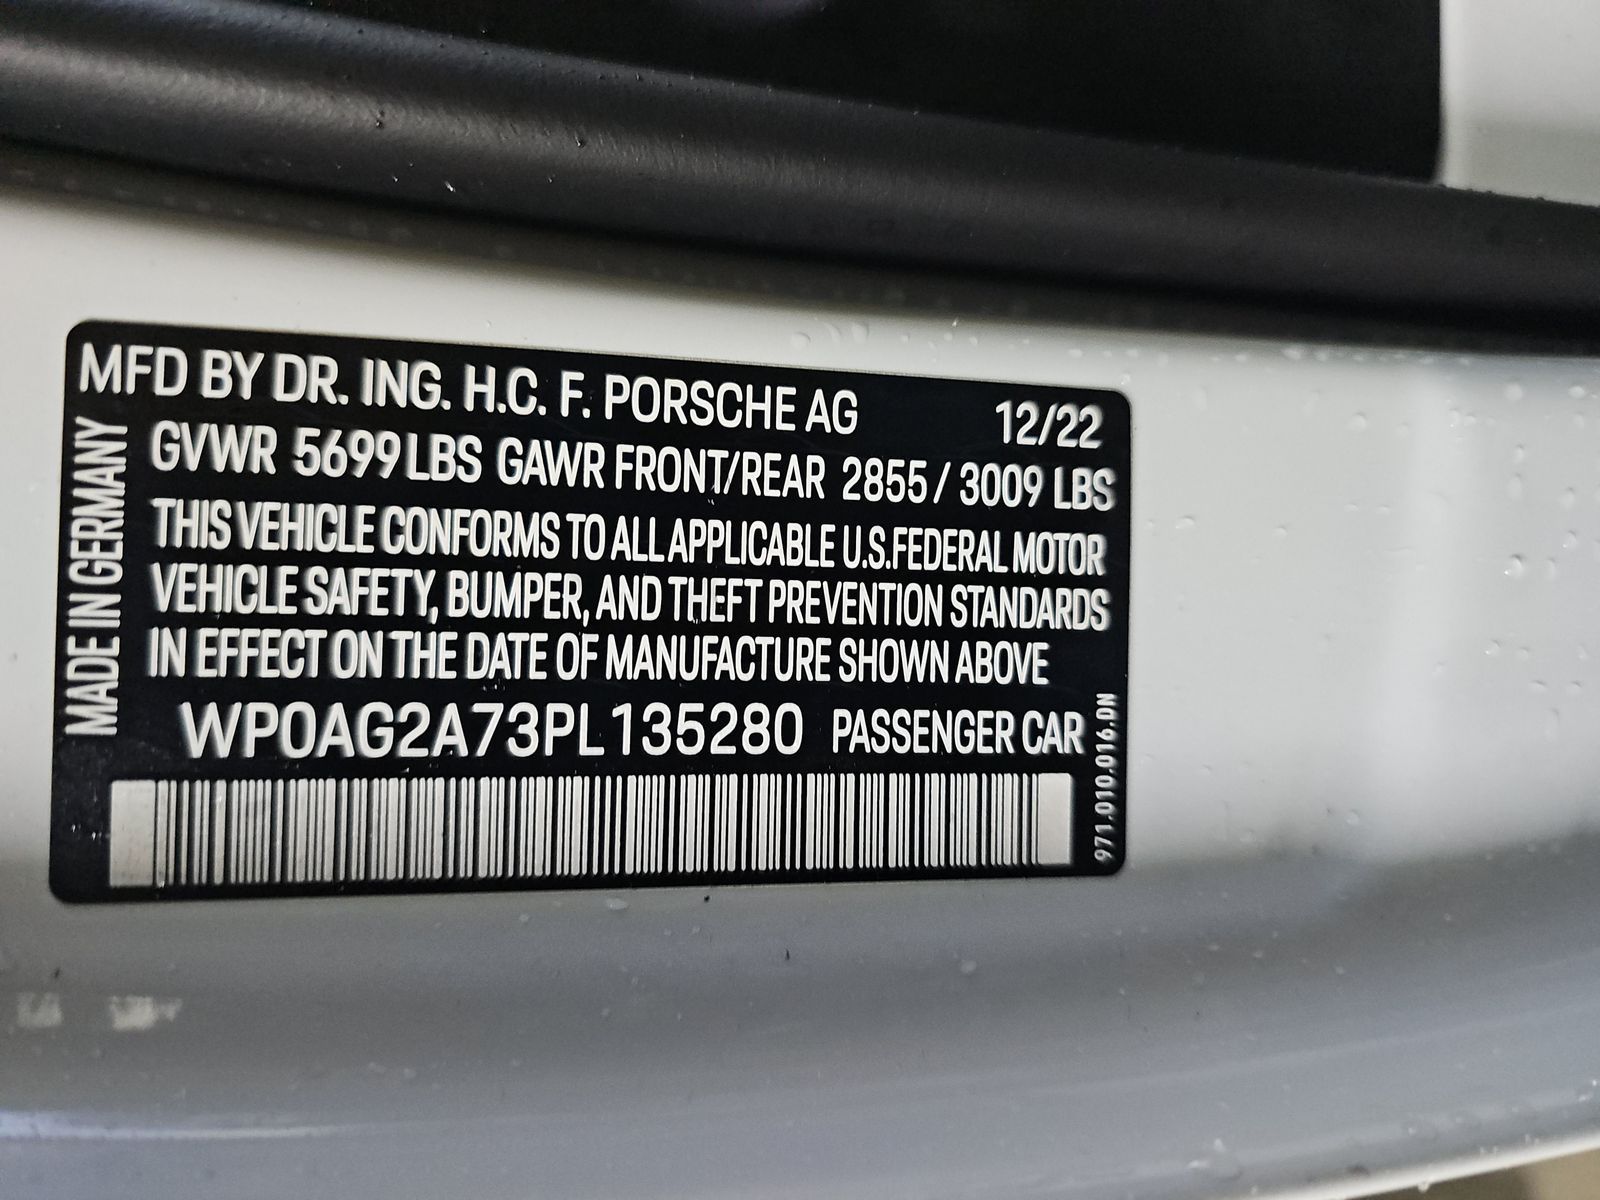 MFD BY DR. ING. H.C. F. PORSCHE AG 12/22
GVWR 5699 LBS GAWR FRONT/REAR 2855 / 3009 LBS
THIS VEHICLE CONFORMS TO ALL APPLICABLE U.S.FEDERAL MOTOR
VEHICLE SAFETY, BUMPER, AND THEFT PREVENTION STANDARDS
IN EFFECT ON THE DATE OF MANUFACTURE SHOWN ABOVE
WP0AG2A73PL135280 PASSENGER CAR
MADE IN GERMANY
971.010.016.DN